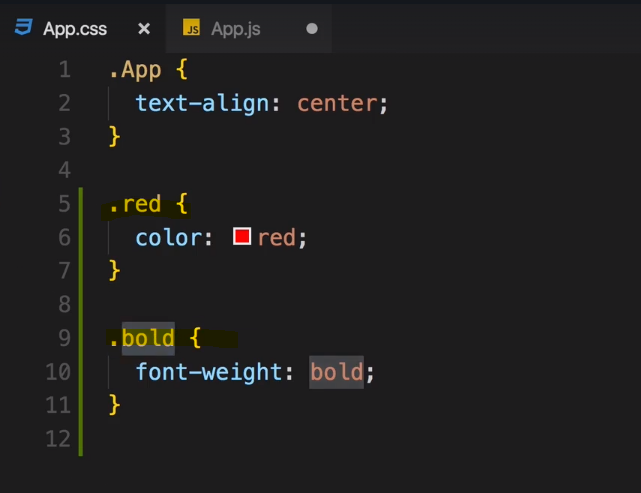 App.css × JS App.js
1 .App {
2 text-align: center;
3 }
4
5 .red {
6 color: red;
7 }
8
9 .bold {
10 font-weight: bold;
11 }
12